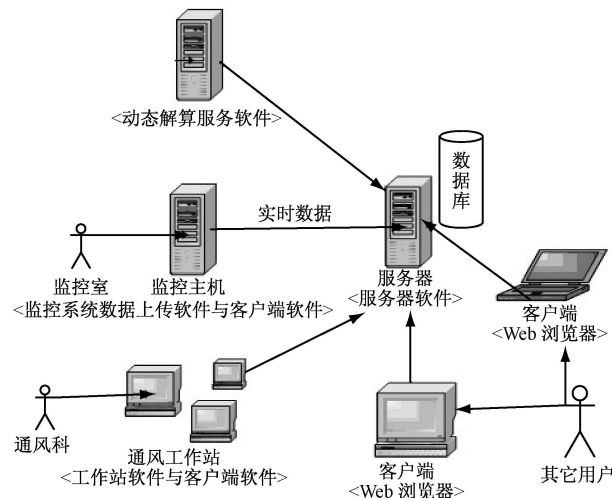 <动态解算服务软件>
数据库
实时数据
监控室
监控主机
<监控系统数据上传软件与客户端软件>
服务器
<服务器软件>
客户端
<Web 浏览器>
通风科
通风工作站
<工作站软件与客户端软件>
客户端
<Web 浏览器>
其它用户